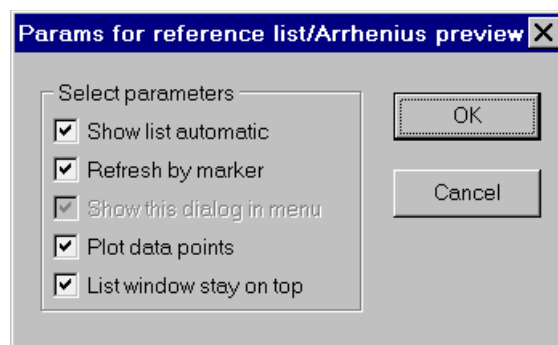 Params for reference list/Arrhenius preview
Select parameters
Show list automatic
Refresh by marker
Show this dialog in menu
Plot data points
List window stay on top
OK
Cancel